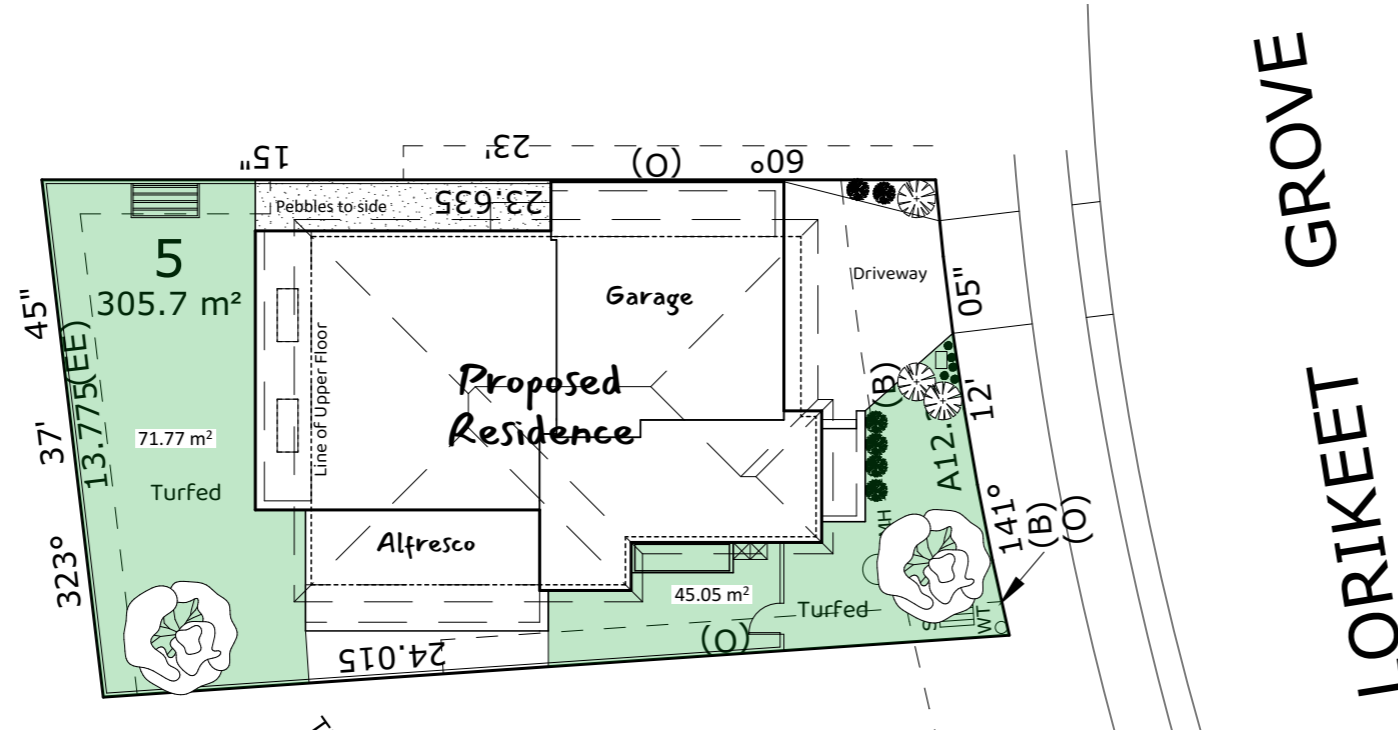 15"
23'
(O)
60°
23.635
Pebbles to side
5
305.7 m²
Garage
Driveway
05"
45"
37'
323°
13.775(EE)
Line of Upper Floor
Proposed
Residence
71.77 m²
Turfed
(B)
12'
141°
(B)
(O)
MH
Alfresco
45.05 m²
Turfed
WT
(O)
24.015
LORIKEET GROVE